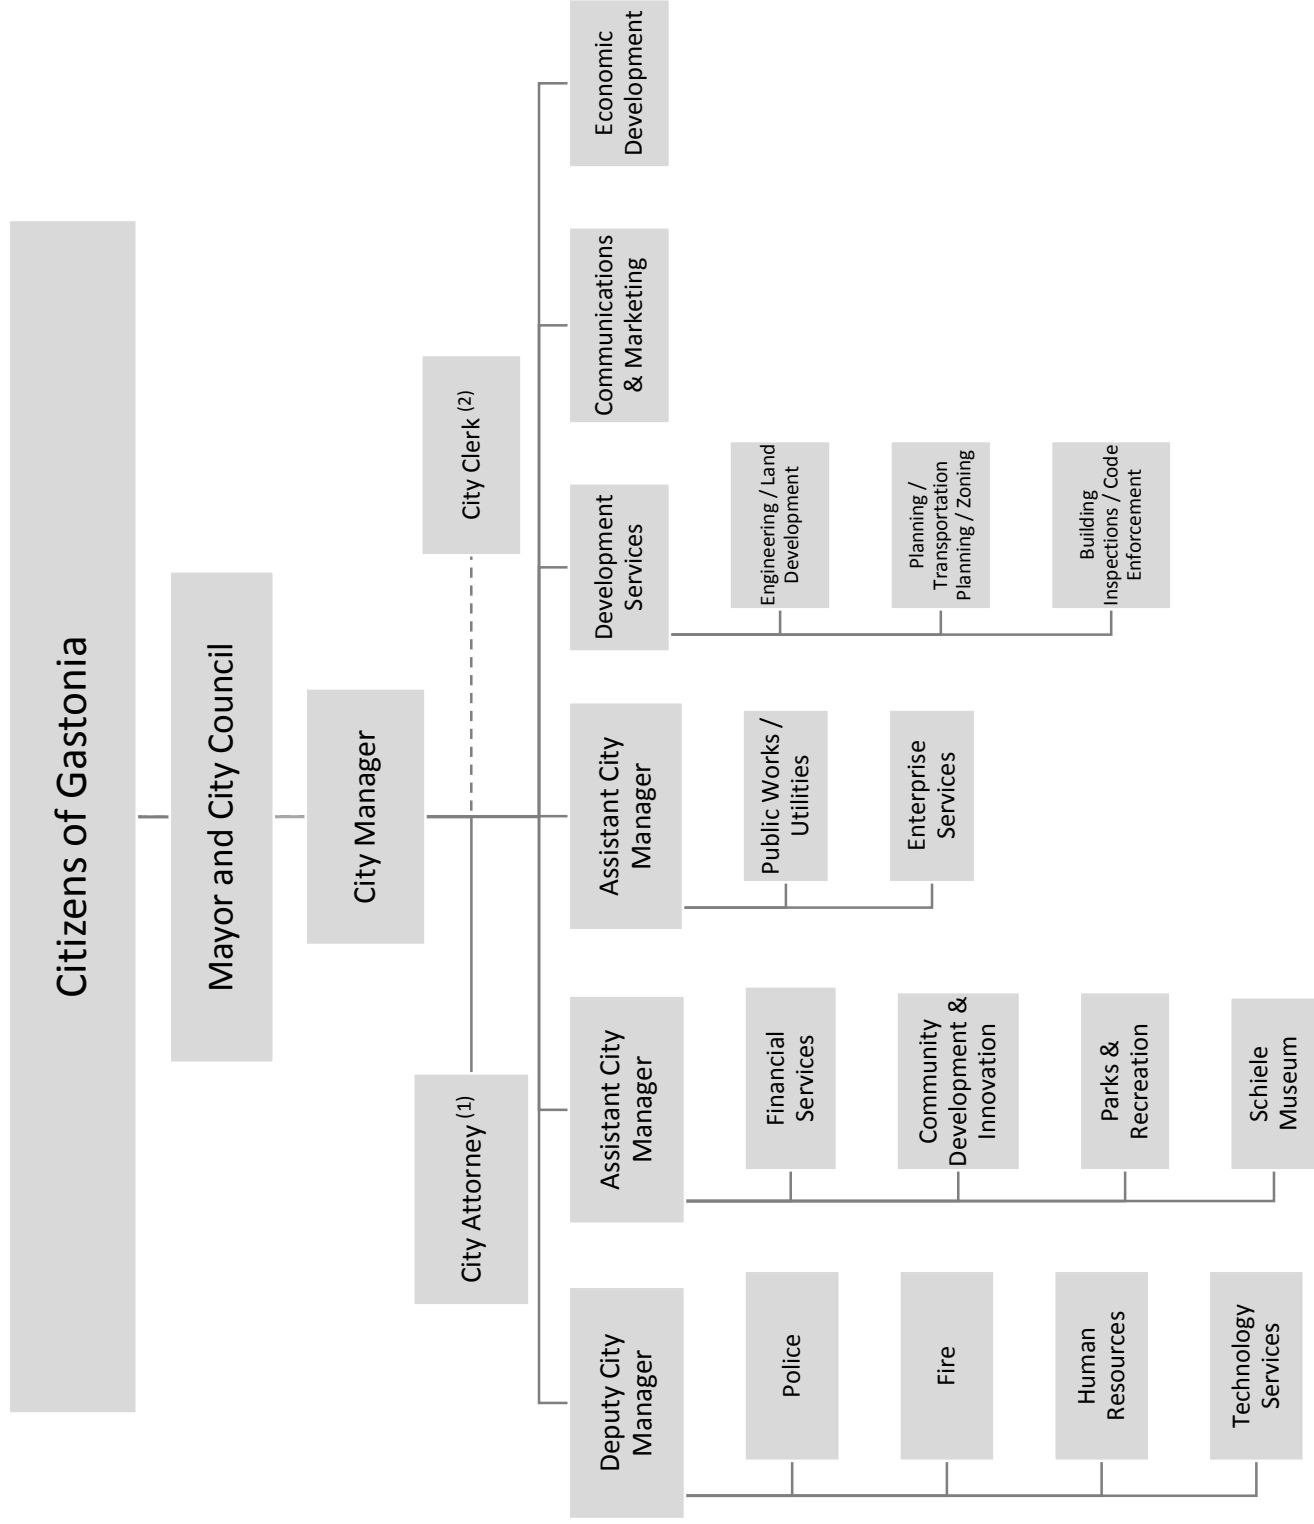 Citizens of Gastonia
Mayor and City Council
City Manager
City Attorney (1)
City Clerk (2)
Deputy City
Manager
Police
Fire
Human
Resources
Technology
Services
Assistant City
Manager
Financial
Services
Community
Development &
Innovation
Parks &
Recreation
Schiele
Museum
Assistant City
Manager
Public Works /
Utilities
Enterprise
Services
Development
Services
Engineering / Land
Development
Planning /
Transportation
Planning / Zoning
Building
Inspections / Code
Enforcement
Communications
& Marketing
Economic
Development